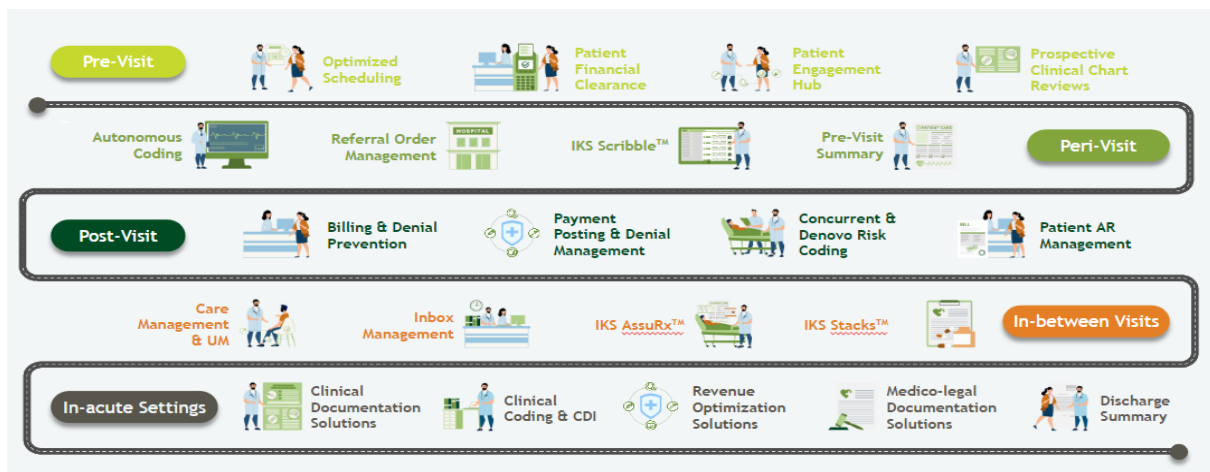 Pre-Visit
Optimized
Scheduling
Patient
Financial
Clearance
Patient
Engagement
Hub
Prospective
Clinical Chart
Reviews
Autonomous
Coding
Referral Order
Management
HOSPITAL
IKS Scribble™
Pre-Visit
Summary
PATIENT CARD
Peri-Visit
Post-Visit
Billing & Denial
Prevention
Payment
Posting & Denial
Management
Concurrent &
Denovo Risk
Coding
BILL
Patient AR
Management
Care
Management
& UM
Inbox
Management
IKS AssuRx™
IKS Stacks™
In-between Visits
In-acute Settings
Clinical
Documentation
Solutions
Clinical
Coding & CDI
Revenue
Optimization
Solutions
Medico-legal
Documentation
Solutions
Discharge
Summary